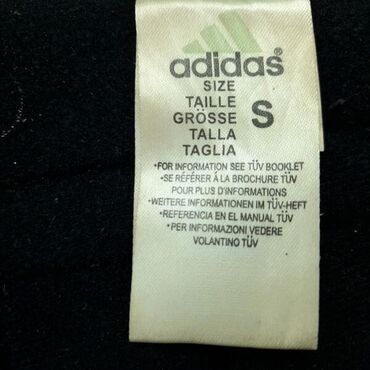 adidas®
SIZE
TAILLE
GRÖSSE S
TALLA
TAGLIA
*FOR INFORMATION SEE TÜV BOOKLET
*SE RÉFÉRER Á LA BROCHURE TÜV
POUR PLUS D'INFORMATIONS
*WEITERE INFORMATIONEN IM TÜV-HEFT
*REFERENCIA EN EL MANUAL TÜV
*PER INFORMAZIONI VEDERE
VOLANTINO TÜV